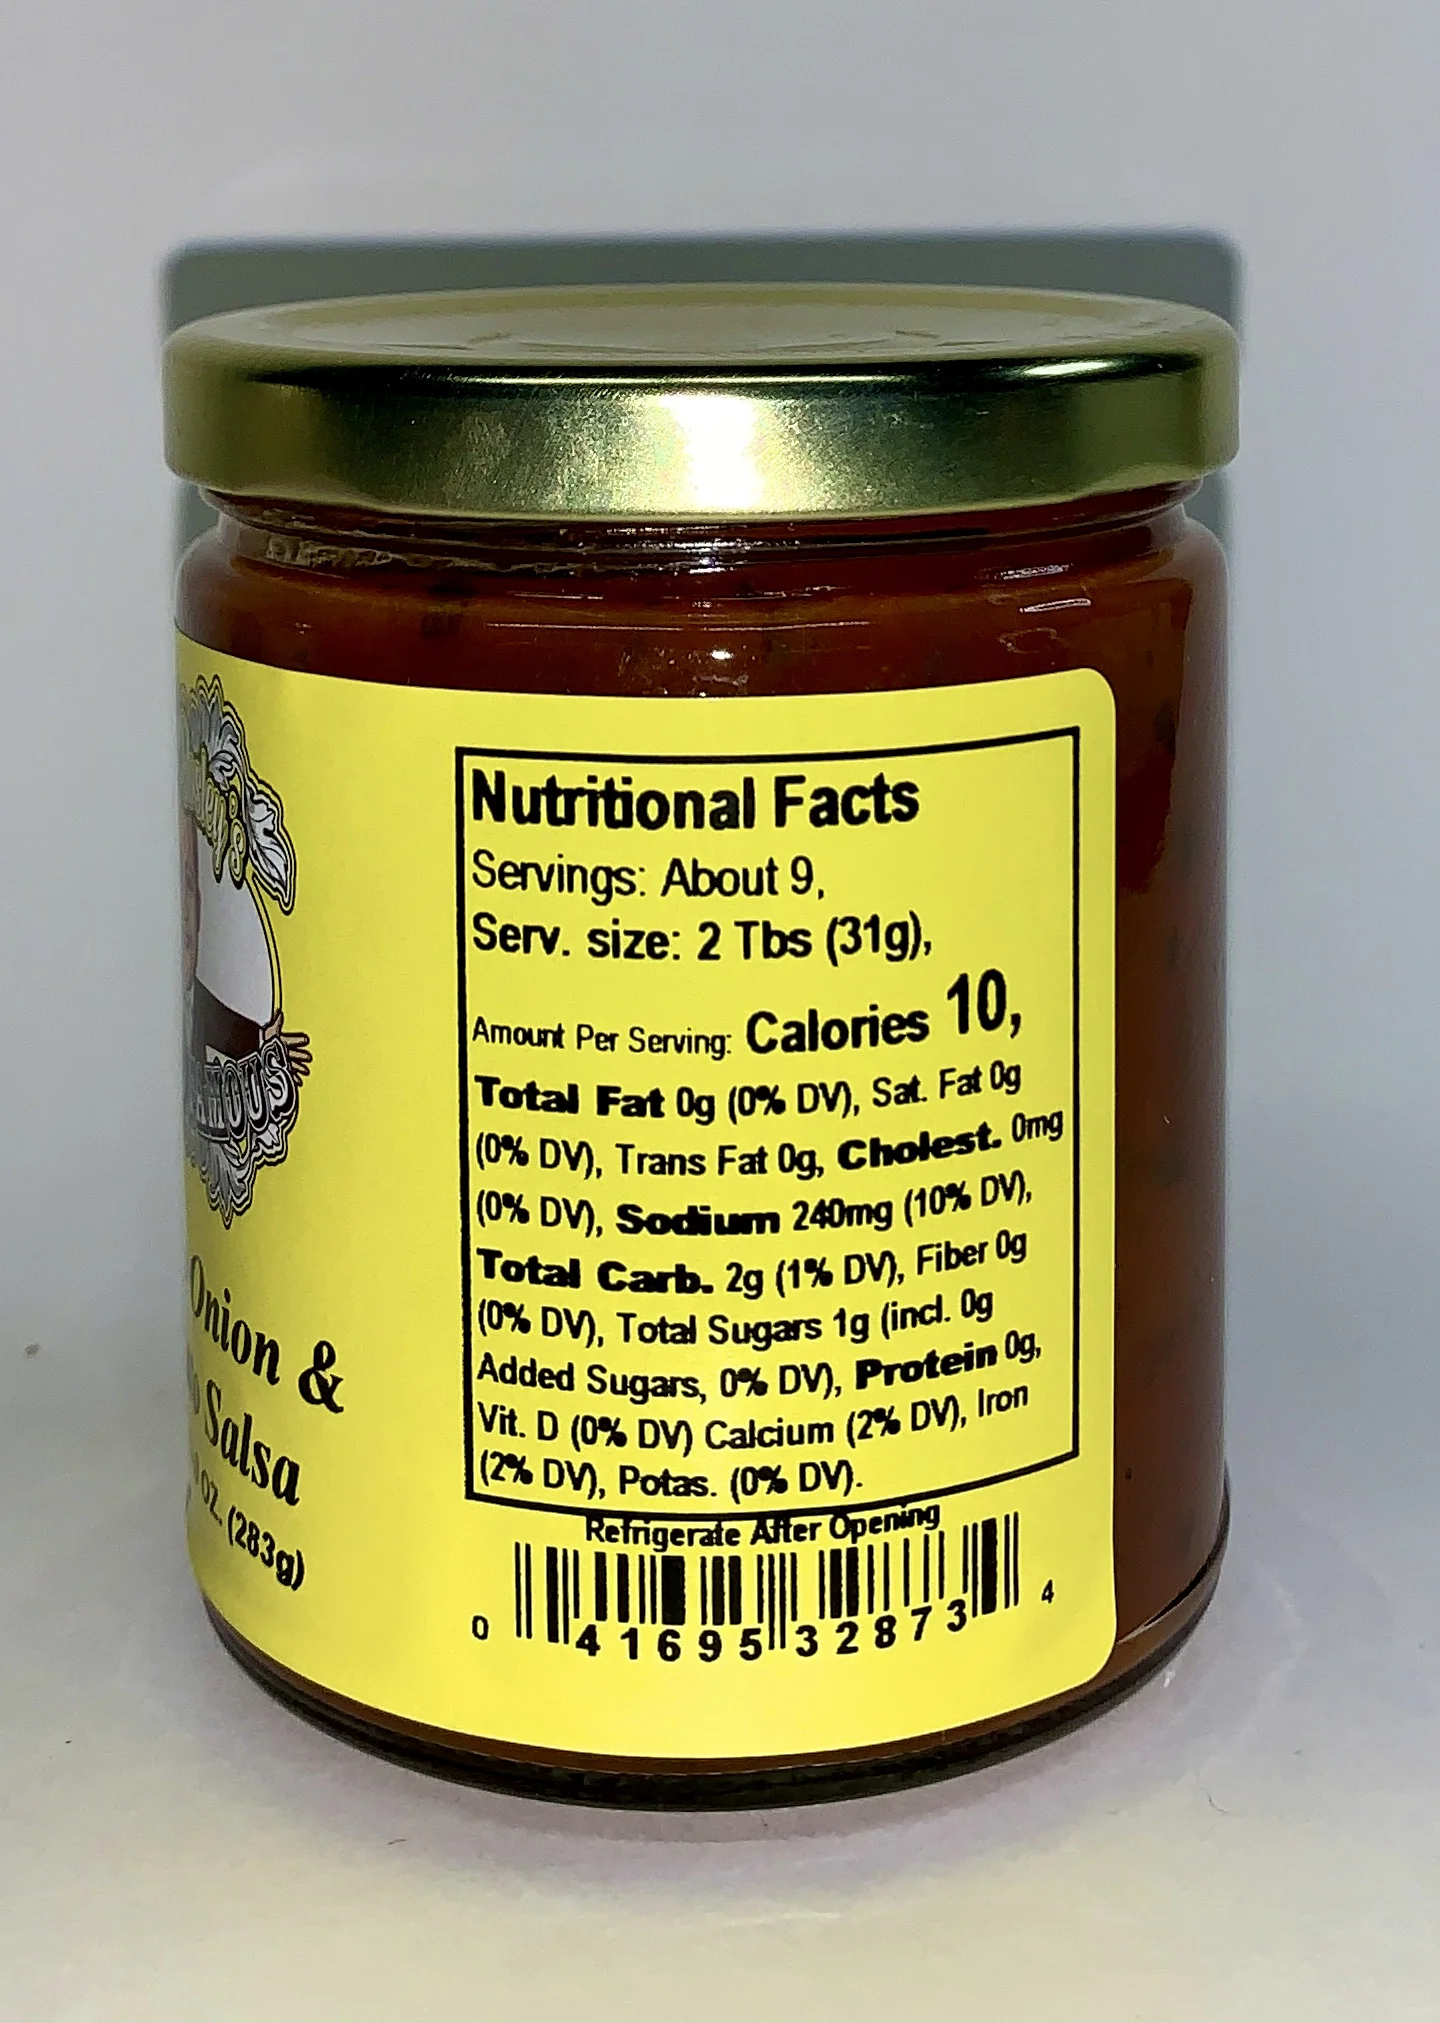 Onion &
Salsa
OZ. (283g)
Nutritional Facts
Servings: About 9,
Serv. size: 2 Tbs (31g),
Amount Per Serving: Calories 10,
Total Fat 0g (0% DV), Sat. Fat 0g
(0% DV), Trans Fat 0g, Cholest. 0mg
(0% DV), Sodium 240mg (10% DV),
Total Carb. 2g (1% DV), Fiber 0g
(0% DV), Total Sugars 1g (incl. 0g
Added Sugars, 0% DV), Protein 0g,
Vit. D (0% DV) Calcium (2% DV), Iron
(2% DV), Potas. (0% DV).
Refrigerate After Opening
0 41695 32873 4